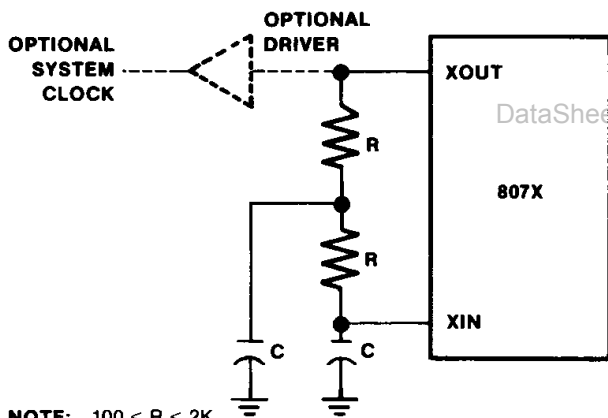 OPTIONAL
SYSTEM
CLOCK
OPTIONAL
DRIVER
XOUT
DataShee
R
807X
R
XIN
C
C
NOTE: 100 < R < 2K